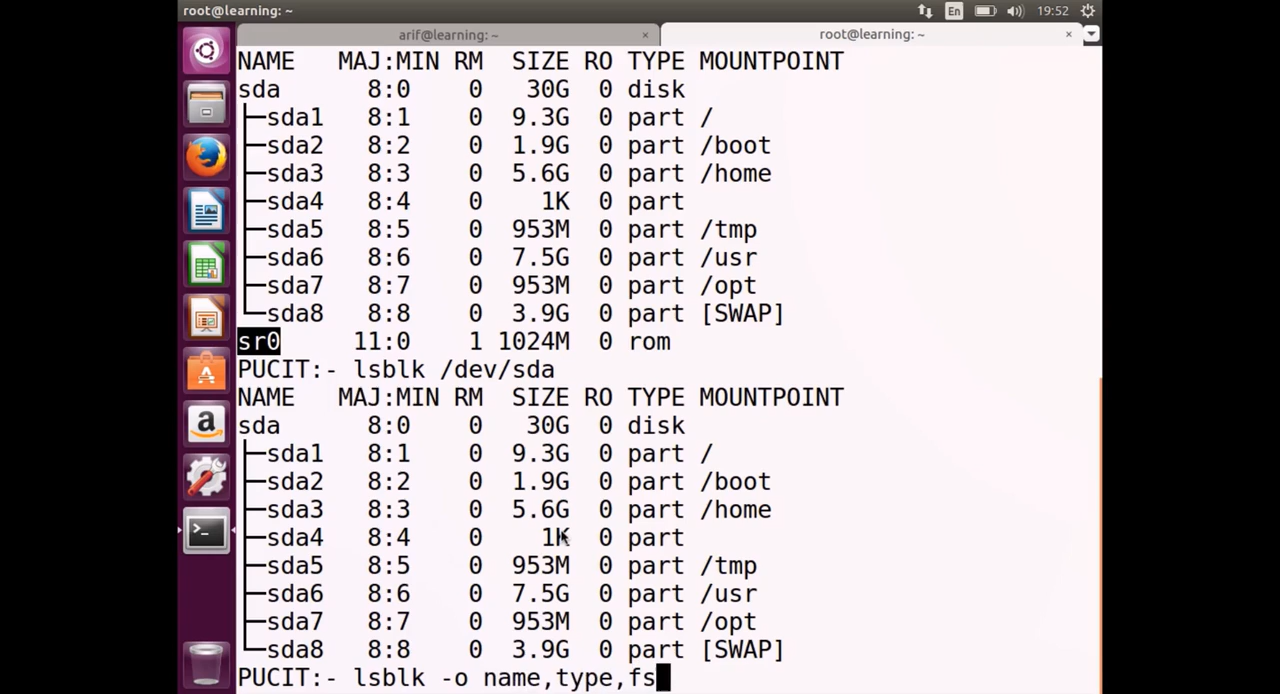 root@learning: ~
En
19:52
arif@learning: ~ ×
root@learning: ~ ×
NAME MAJ:MIN RM SIZE RO TYPE MOUNTPOINT
sda 8:0 0 30G 0 disk
├─sda1 8:1 0 9.3G 0 part /
├─sda2 8:2 0 1.9G 0 part /boot
├─sda3 8:3 0 5.6G 0 part /home
├─sda4 8:4 0 1K 0 part
├─sda5 8:5 0 953M 0 part /tmp
├─sda6 8:6 0 7.5G 0 part /usr
├─sda7 8:7 0 953M 0 part /opt
└─sda8 8:8 0 3.9G 0 part [SWAP]
sr0 11:0 1 1024M 0 rom
PUCIT:- lsblk /dev/sda
NAME MAJ:MIN RM SIZE RO TYPE MOUNTPOINT
sda 8:0 0 30G 0 disk
├─sda1 8:1 0 9.3G 0 part /
├─sda2 8:2 0 1.9G 0 part /boot
├─sda3 8:3 0 5.6G 0 part /home
├─sda4 8:4 0 1K 0 part
├─sda5 8:5 0 953M 0 part /tmp
├─sda6 8:6 0 7.5G 0 part /usr
├─sda7 8:7 0 953M 0 part /opt
└─sda8 8:8 0 3.9G 0 part [SWAP]
PUCIT:- lsblk -o name,type,fs